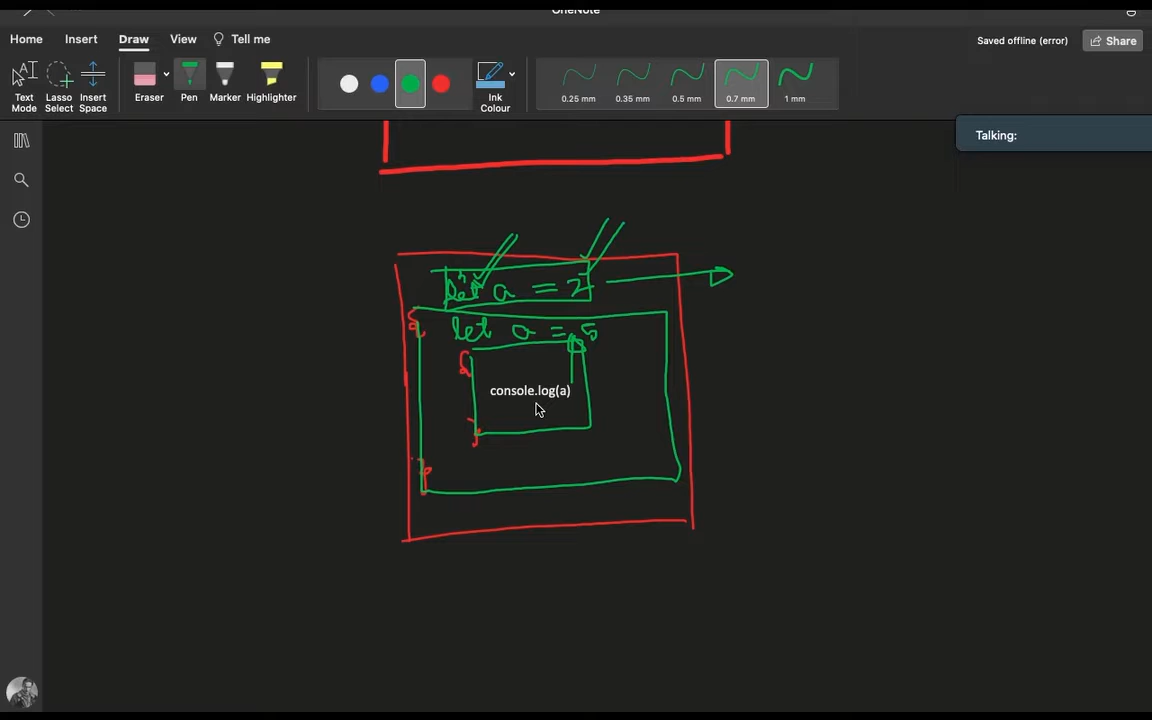 OneNote
Home Insert Draw View Tell me
Saved offline (error) Share
Text Mode
Lasso Select
Insert Space
Eraser
Pen
Marker
Highlighter
Ink Colour
0.25 mm
0.35 mm
0.5 mm
0.7 mm
1 mm
Talking:
let a = 2
let a = 5
console.log(a)